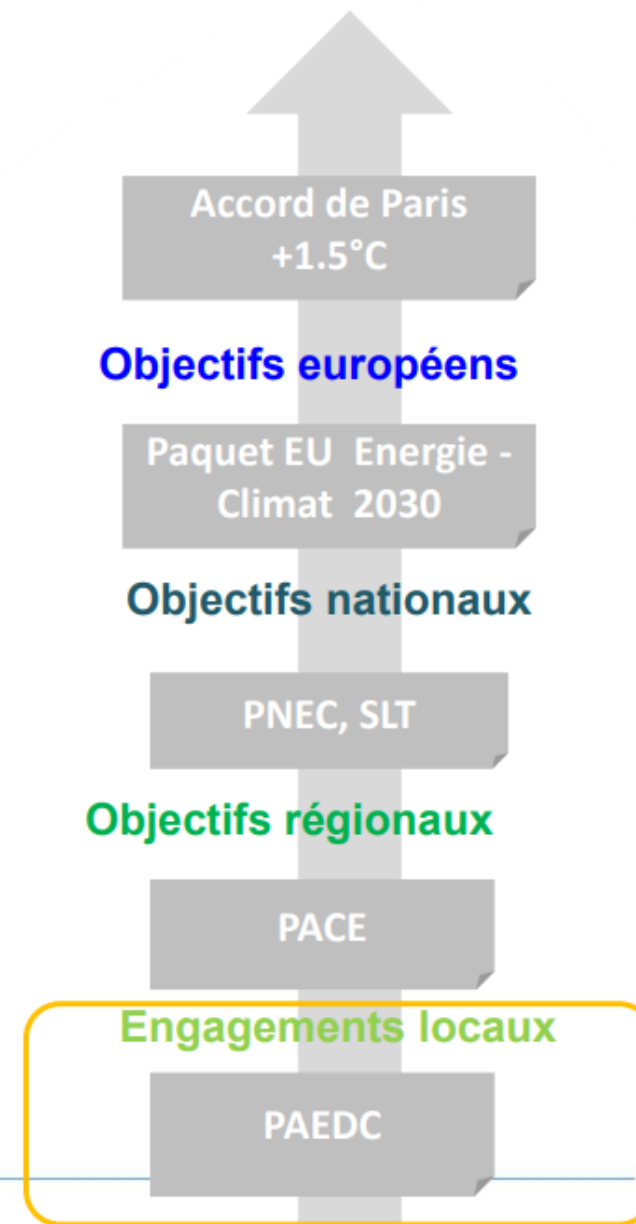 Accord de Paris
+1.5°C
Objectifs européens
Paquet EU Energie -
Climat 2030
Objectifs nationaux
PNEC, SLT
Objectifs régionaux
PACE
Engagements locaux
PAEDC